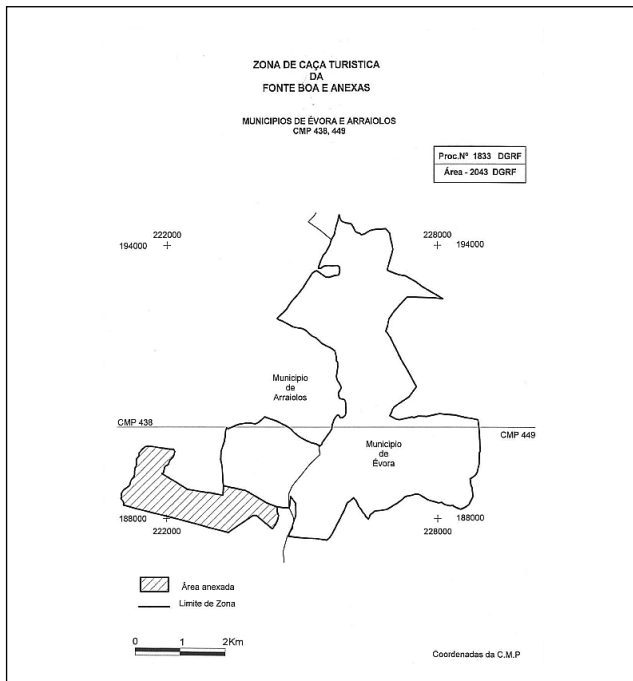 ZONA DE CAÇA TURISTICA
DA
FONTE BOA E ANEXAS
MUNICIPIOS DE ÉVORA E ARRAIOLOS
CMP 438, 449
Proc.Nº 1833 DGRF
Área - 2043 DGRF
222000
194000
228000
194000
Municipio
de
Arraiolos
CMP 438
CMP 449
Municipio
de
Évora
188000
222000
188000
228000
Área anexada
Limite de Zona
0 1 2Km
Coordenadas da C.M.P